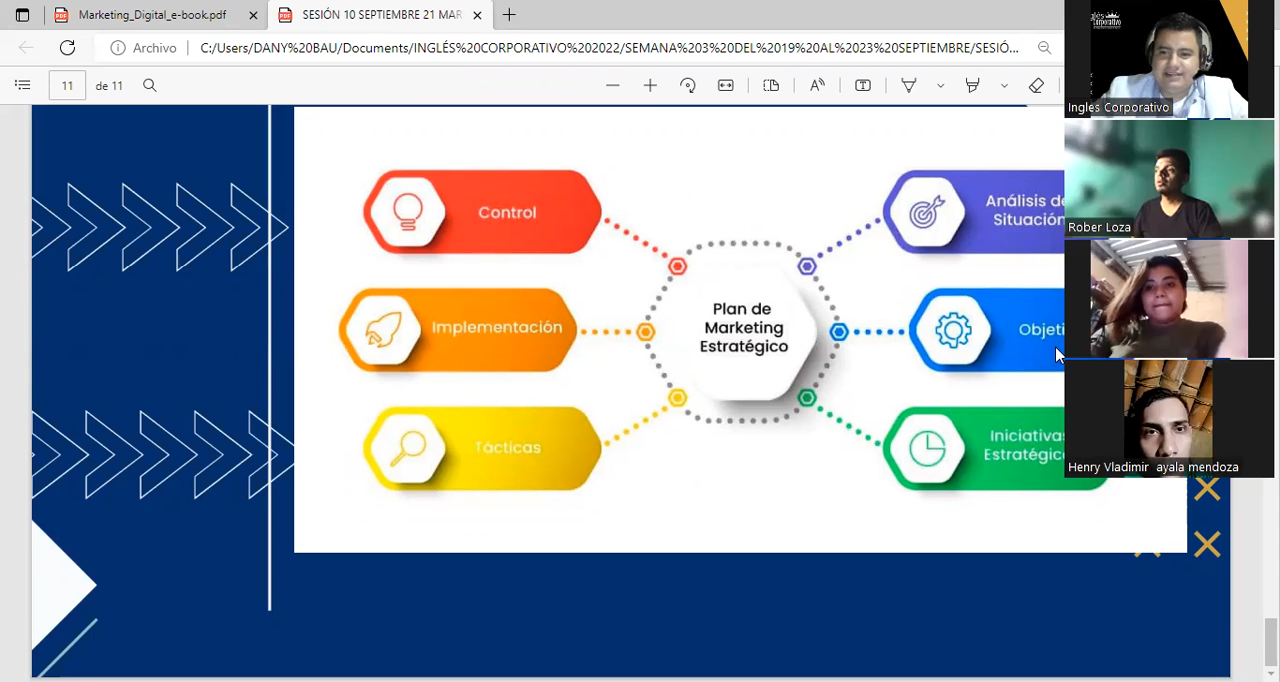 Marketing_Digital_e-book.pdf
SESIÓN 10 SEPTIEMBRE 21 MAR
Archivo
C:/Users/DANY%20BAU/Documents/INGLÉS%20CORPORATIVO%202022/SEMANA%203%20DEL%2019%20AL%2023%20SEPTIEMBRE/SESIÓ...
11
de 11
Control
Implementación
Tácticas
Plan de
Marketing
Estratégico
Análisis de
Situación
Objeti
Iniciativas
Estratégic
Inglés Corporativo
Rober Loza
Henry Vladimir ayala mendoza